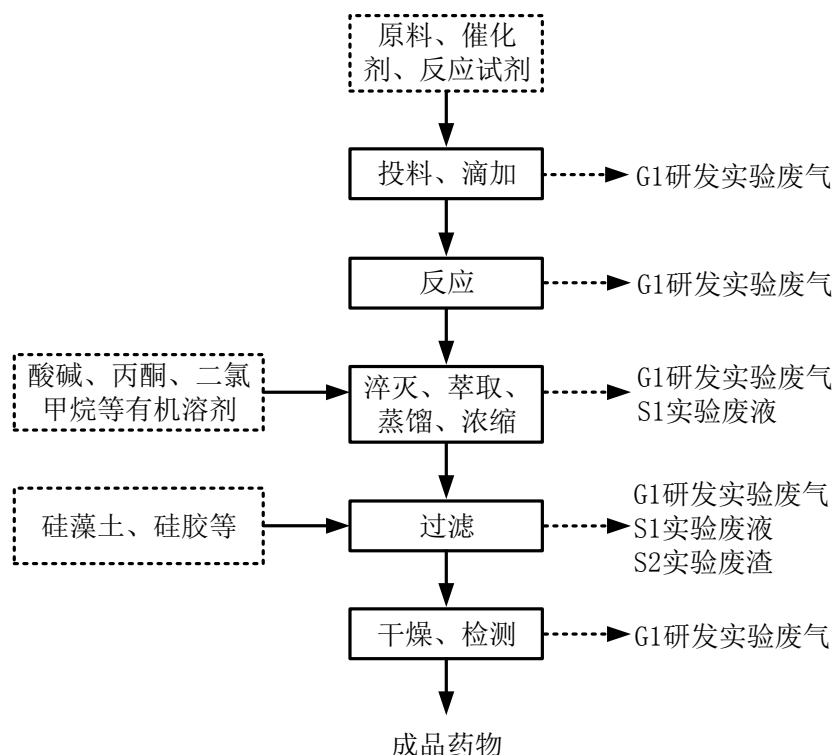 原料、催化
剂、反应试剂
投料、滴加
G1研发实验废气
反应
G1研发实验废气
酸碱、丙酮、二氯
甲烷等有机溶剂
淬灭、萃取、
蒸馏、浓缩
G1研发实验废气
S1实验废液
硅藻土、硅胶等
过滤
G1研发实验废气
S1实验废液
S2实验废渣
干燥、检测
G1研发实验废气
成品药物